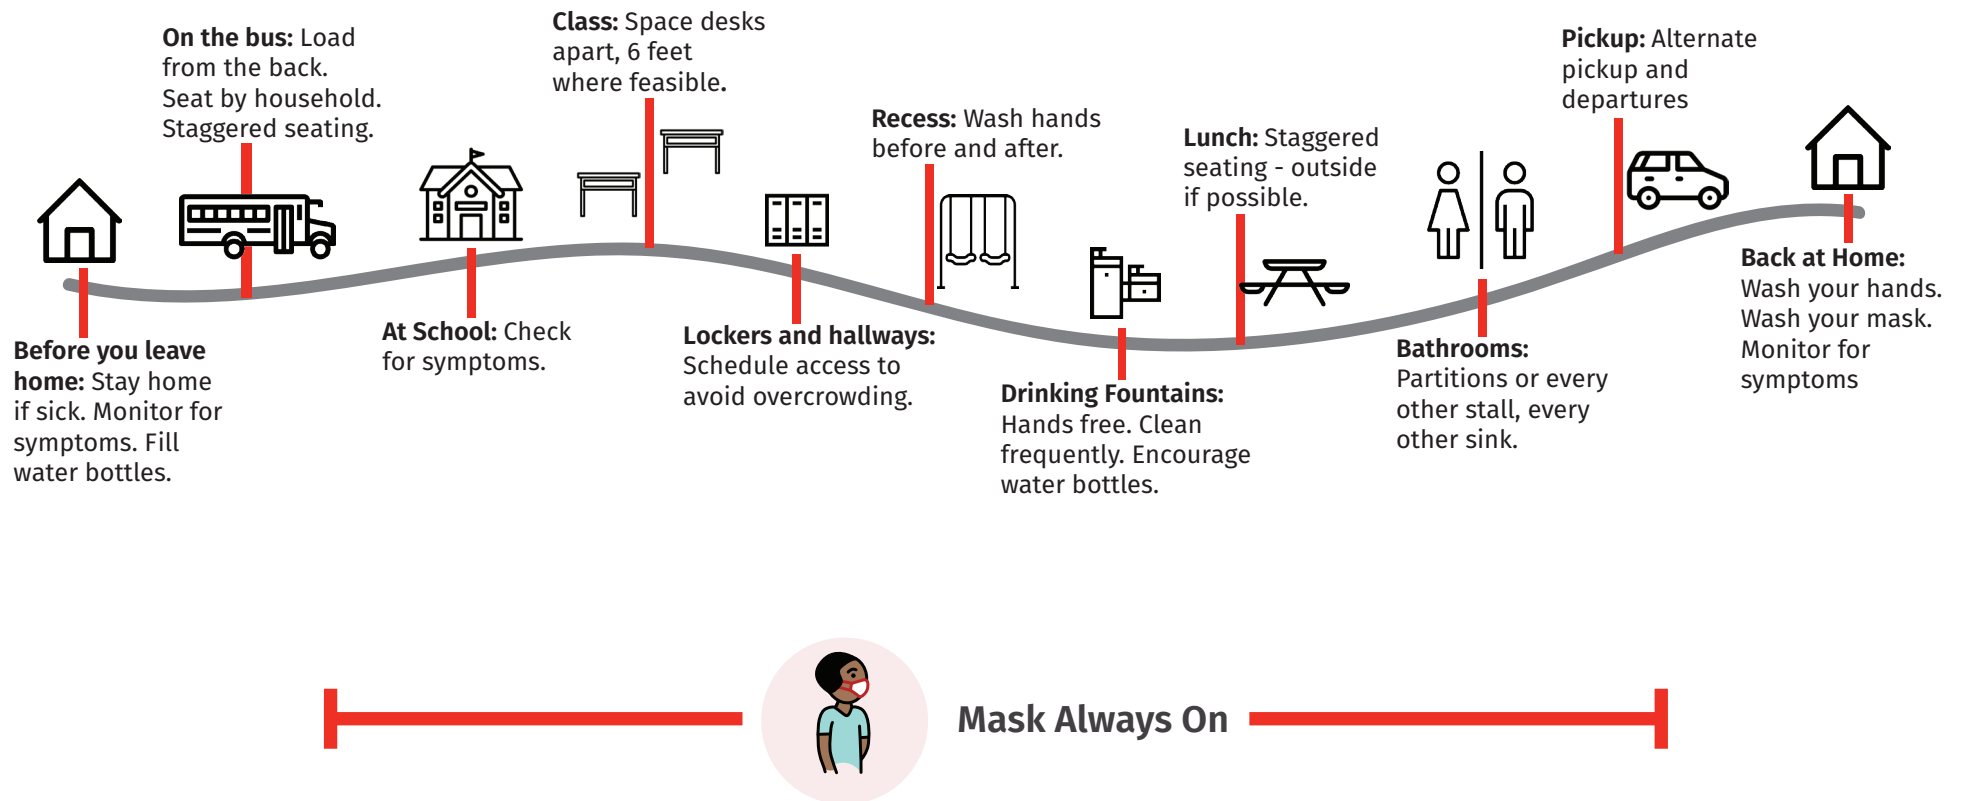 On the bus: Load
from the back.
Seat by household.
Staggered seating.
Class: Space desks
apart, 6 feet
where feasible.
Recess: Wash hands
before and after.
Lunch: Staggered
seating - outside
if possible.
Pickup: Alternate
pickup and
departures
Before you leave
home: Stay home
if sick. Monitor for
symptoms. Fill
water bottles.
At School: Check
for symptoms.
Lockers and hallways:
Schedule access to
avoid overcrowding.
Drinking Fountains:
Hands free. Clean
frequently. Encourage
water bottles.
Bathrooms:
Partitions or every
other stall, every
other sink.
Back at Home:
Wash your hands.
Wash your mask.
Monitor for
symptoms
Mask Always On